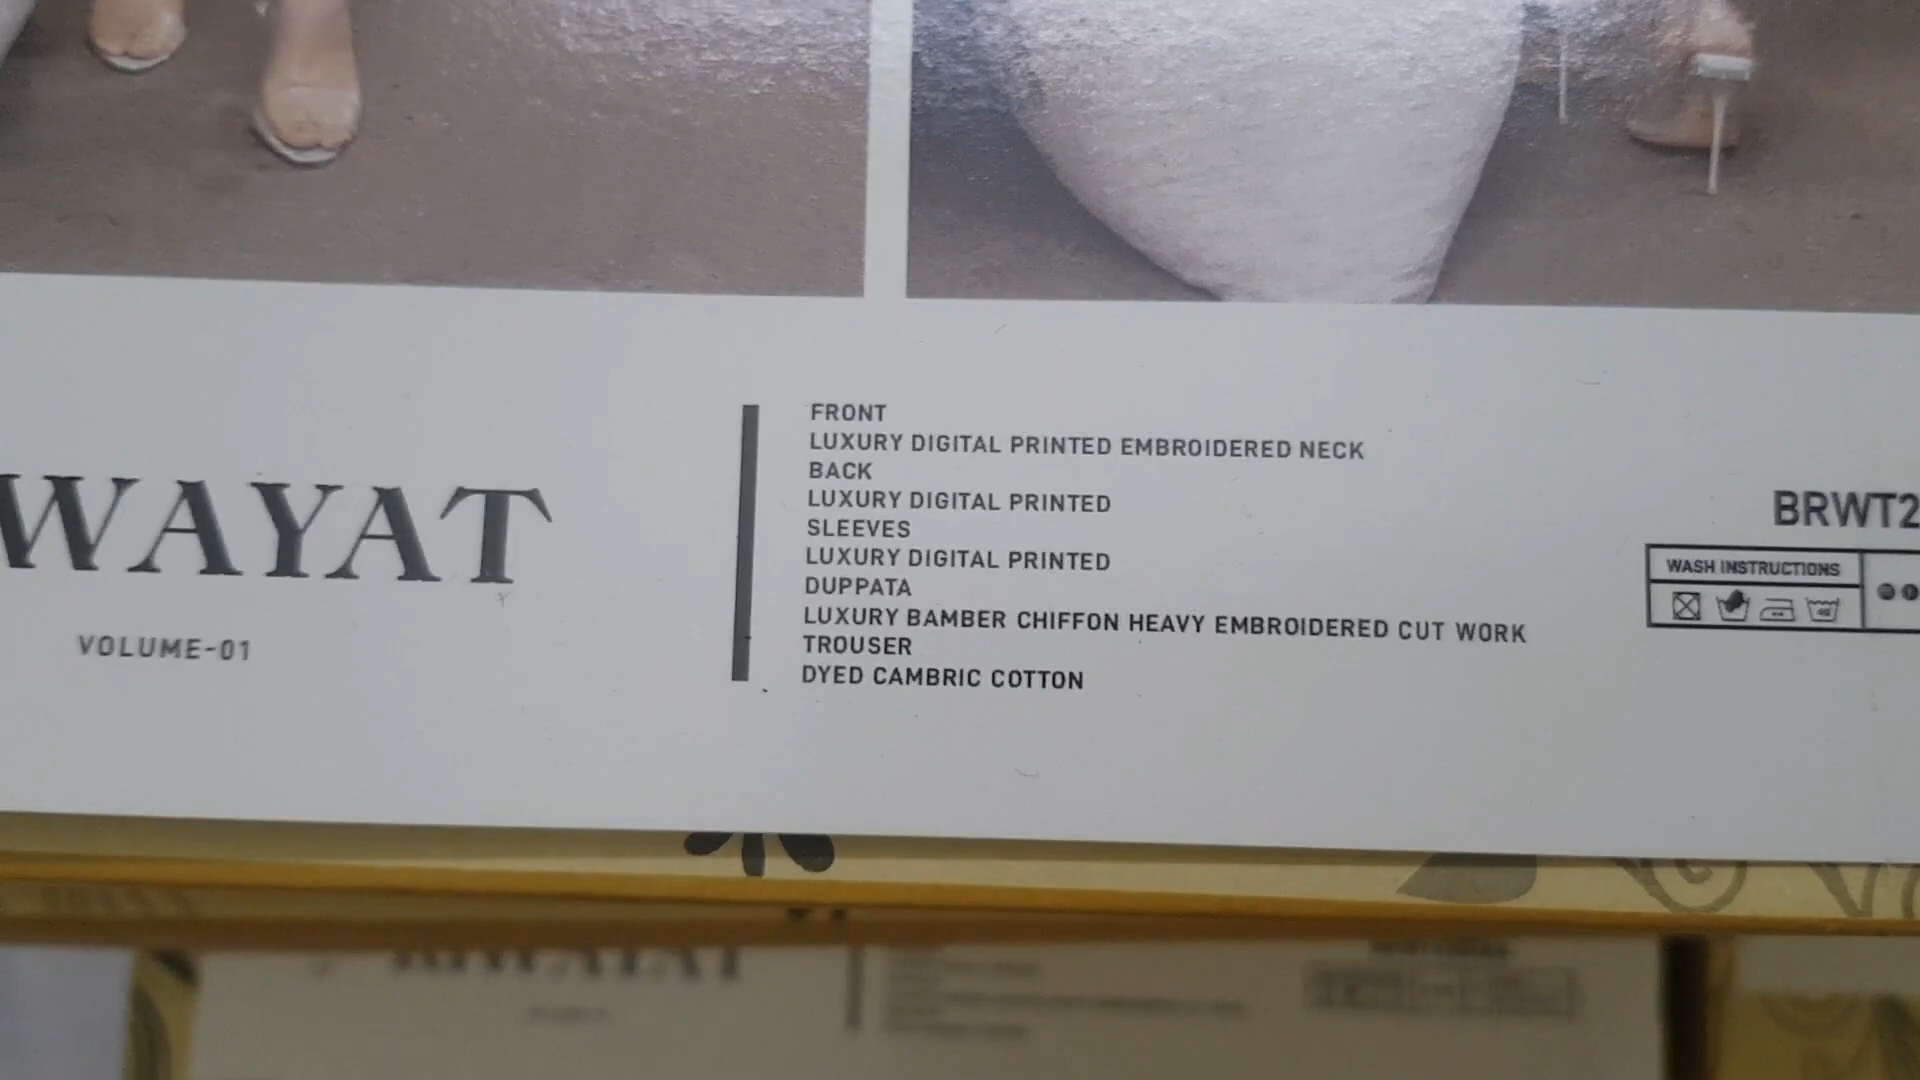 WAYAT
VOLUME-01
FRONT
LUXURY DIGITAL PRINTED EMBROIDERED NECK
BACK
LUXURY DIGITAL PRINTED
SLEEVES
LUXURY DIGITAL PRINTED
DUPPATA
LUXURY BAMBER CHIFFON HEAVY EMBROIDERED CUT WORK
TROUSER
DYED CAMBRIC COTTON
BRWT2
WASH INSTRUCTIONS